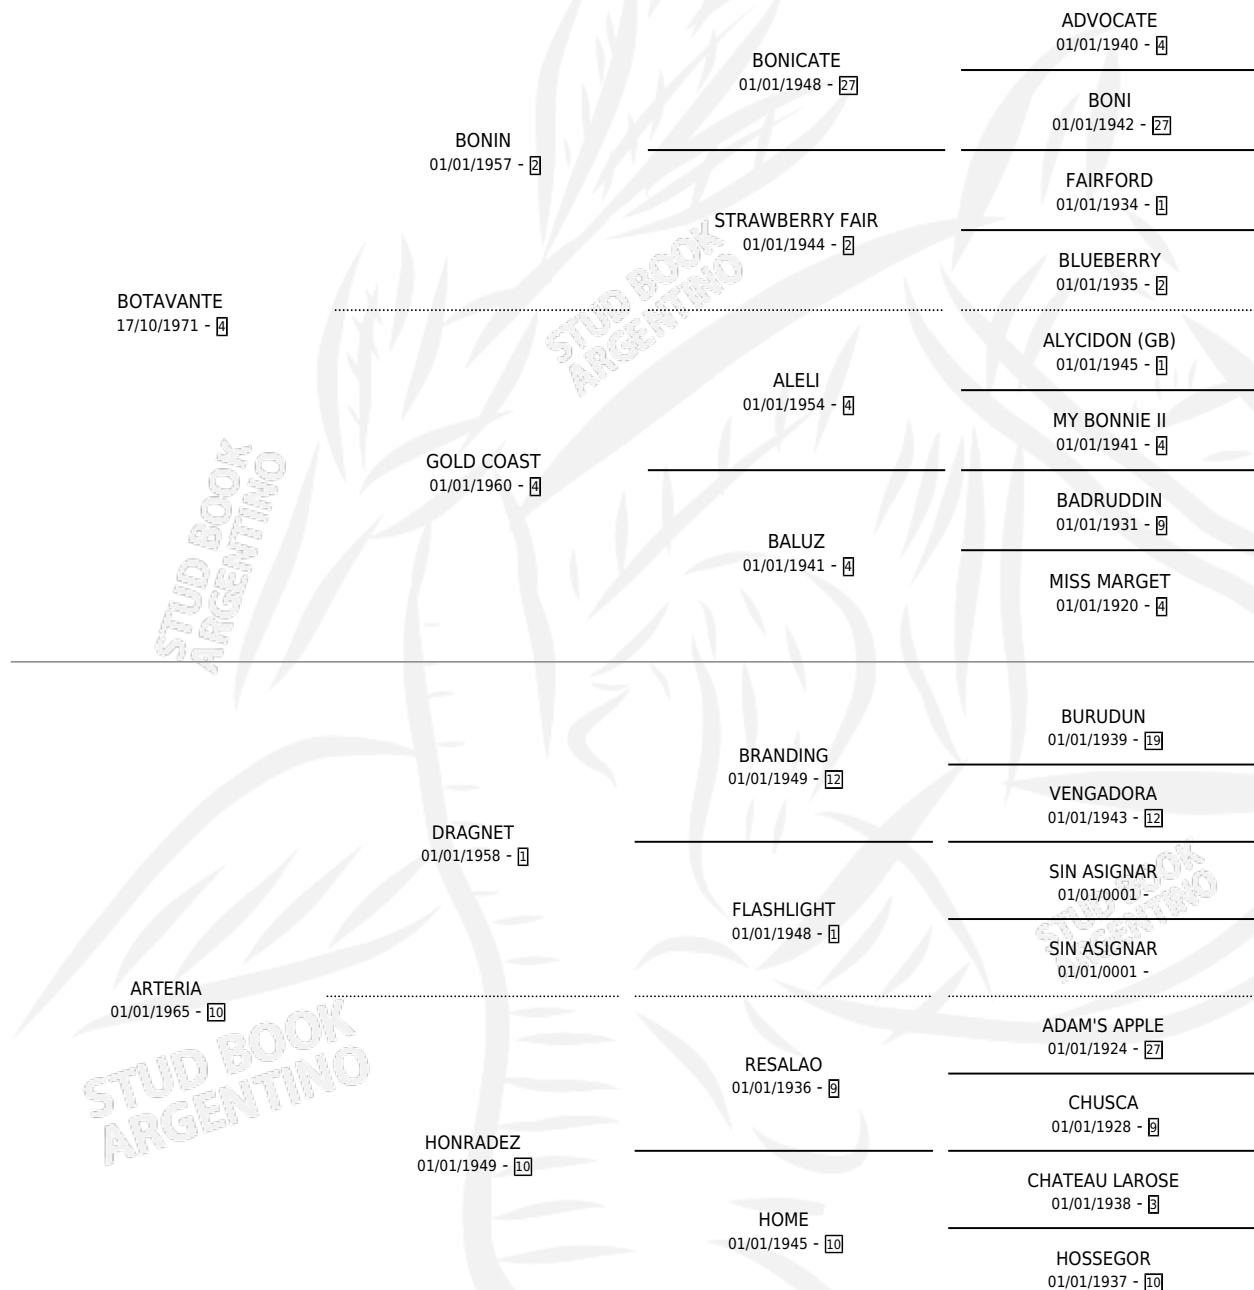 ADVOCATE
01/01/1940 - 4
BONICATE
01/01/1948 - 27
BONI
01/01/1942 - 27
BONIN
01/01/1957 - 2
FAIRFORD
01/01/1934 - 1
STRAWBERRY FAIR
01/01/1944 - 2
BLUEBERRY
01/01/1935 - 2
BOTAVANTE
17/10/1971 - 4
ALYCIDON (GB)
01/01/1945 - 1
ALELI
01/01/1954 - 4
MY BONNIE II
01/01/1941 - 4
GOLD COAST
01/01/1960 - 4
BADRUDDIN
01/01/1931 - 9
BALUZ
01/01/1941 - 4
MISS MARGET
01/01/1920 - 4
BURUDUN
01/01/1939 - 19
BRANDING
01/01/1949 - 12
VENGADORA
01/01/1943 - 12
DRAGNET
01/01/1958 - 1
SIN ASIGNAR
01/01/0001 -
FLASHLIGHT
01/01/1948 - 1
SIN ASIGNAR
01/01/0001 -
ARTERIA
01/01/1965 - 10
ADAM'S APPLE
01/01/1924 - 27
RESALAO
01/01/1936 - 9
CHUSCA
01/01/1928 - 9
HONRADEZ
01/01/1949 - 10
CHATEAU LAROSE
01/01/1938 - 3
HOME
01/01/1945 - 10
HOSSEGOR
01/01/1937 - 10
STUD BOOK
ARGENTINO
STUD BOOK
ARGENTINO
STUD BOOK
ARGENTINO
STUD BOOK
ARGENTINO